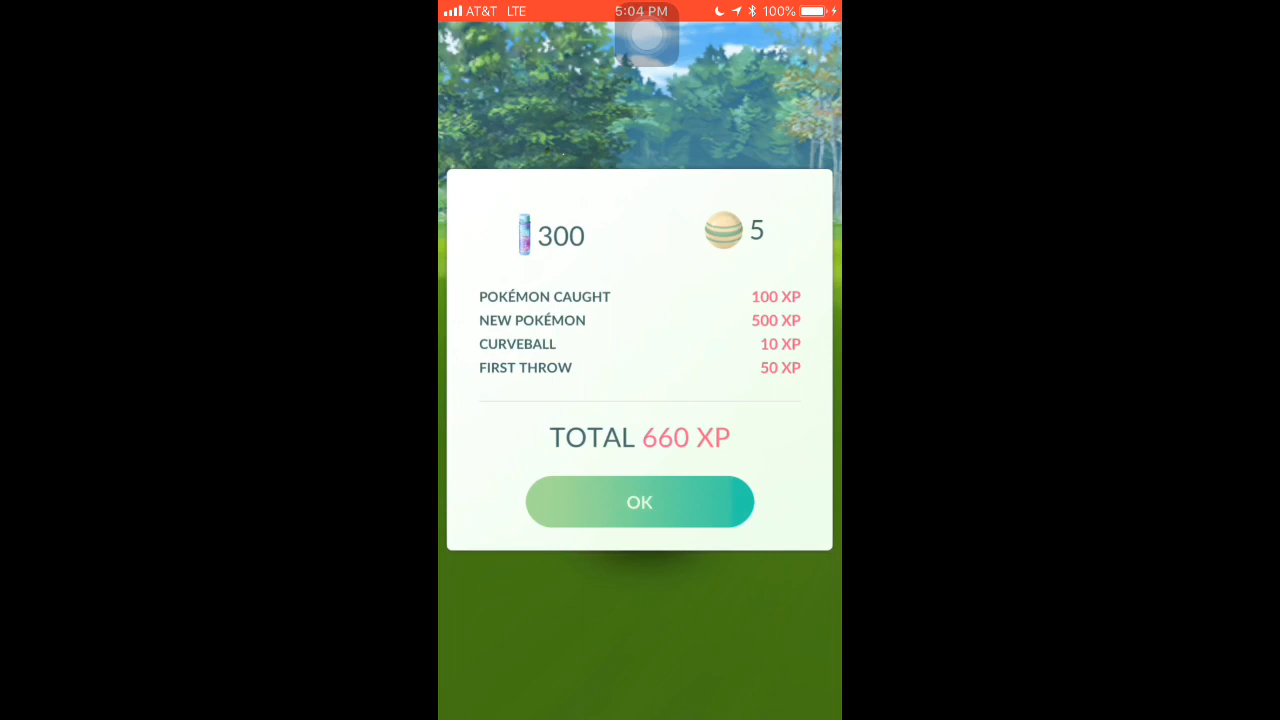 AT&T LTE 5:04 PM 100%
300 5
POKÉMON CAUGHT 100 XP
NEW POKÉMON 500 XP
CURVEBALL 10 XP
FIRST THROW 50 XP
TOTAL 660 XP
OK